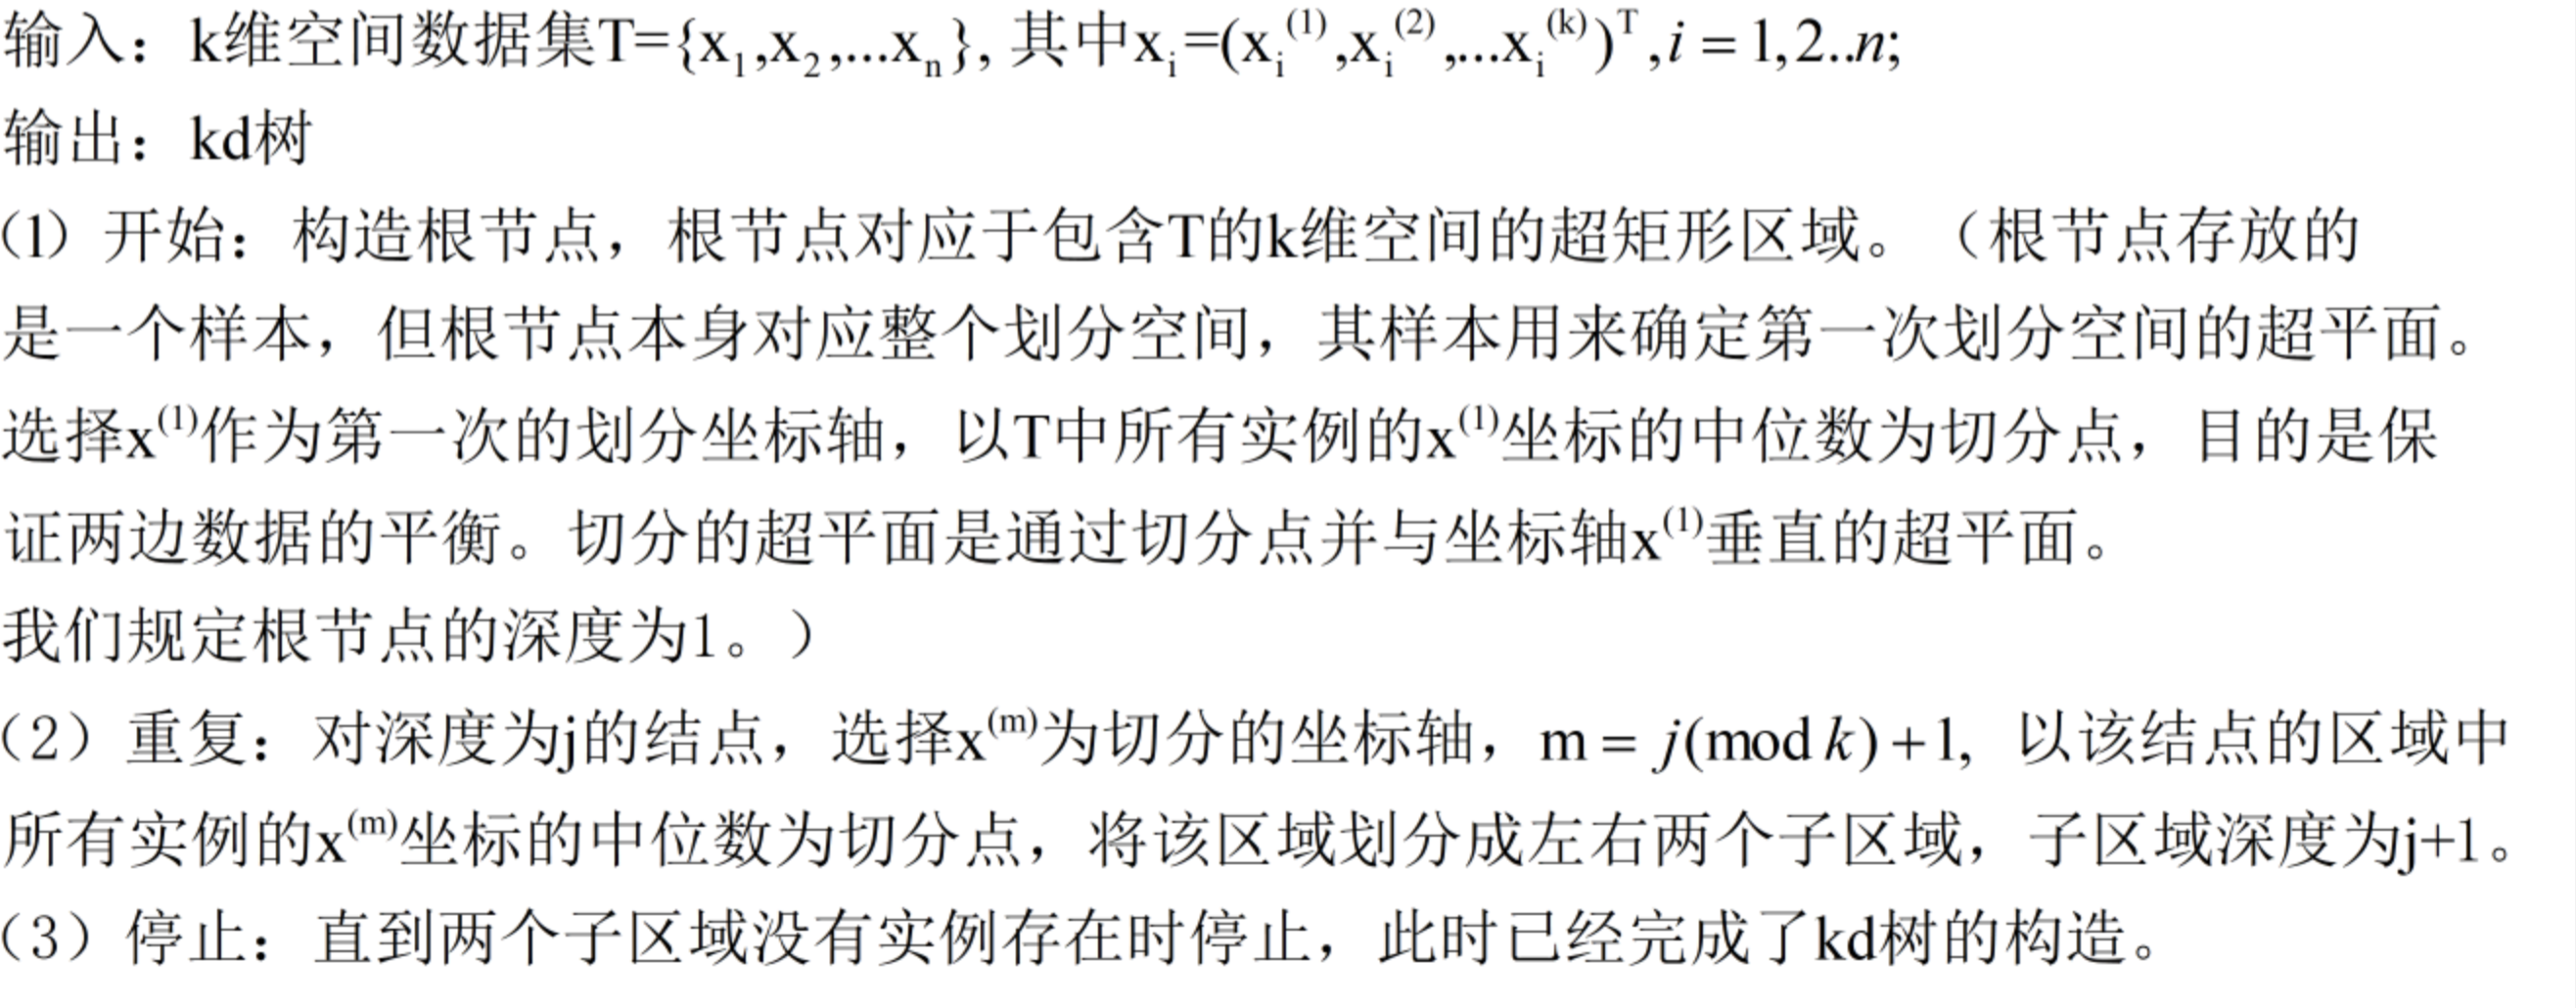 输入：k维空间数据集T={x₁,x₂,...xₙ}, 其中xᵢ=(xᵢ⁽¹⁾,xᵢ⁽²⁾,...xᵢ⁽ᵏ⁾)ᵀ,i = 1,2..n;
输出：kd树
(1) 开始：构造根节点，根节点对应于包含T的k维空间的超矩形区域。（根节点存放的
是一个样本，但根节点本身对应整个划分空间，其样本用来确定第一次划分空间的超平面。
选择x⁽¹⁾作为第一次的划分坐标轴，以T中所有实例的x⁽¹⁾坐标的中位数为切分点，目的是保
证两边数据的平衡。切分的超平面是通过切分点并与坐标轴x⁽¹⁾垂直的超平面。
我们规定根节点的深度为1。）
（2）重复：对深度为j的结点，选择x⁽ᵐ⁾为切分的坐标轴，m = j(mod k)+1, 以该结点的区域中
所有实例的x⁽ᵐ⁾坐标的中位数为切分点，将该区域划分成左右两个子区域，子区域深度为j+1。
（3）停止：直到两个子区域没有实例存在时停止，此时已经完成了kd树的构造。